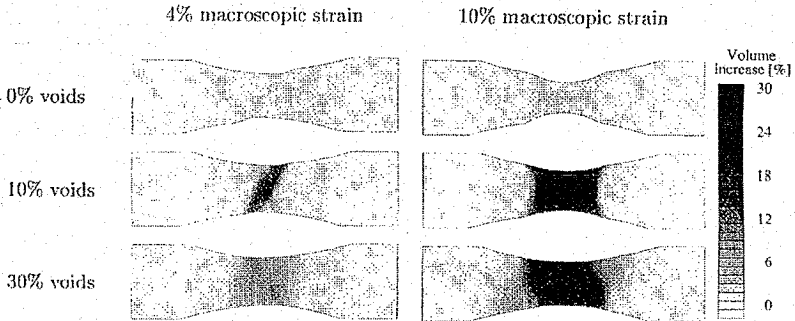 4% macroscopic strain
10% macroscopic strain
Volume
Increase [%]
0% voids
10% voids
30% voids
30
24
18
12
6
0